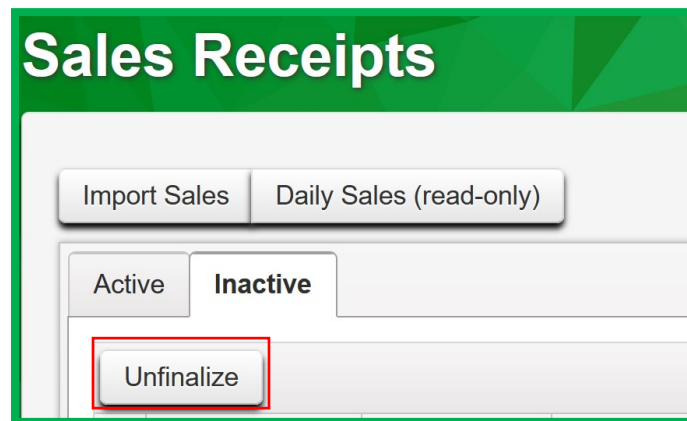 Sales Receipts
Import Sales Daily Sales (read-only)
Active Inactive
Unfinalize